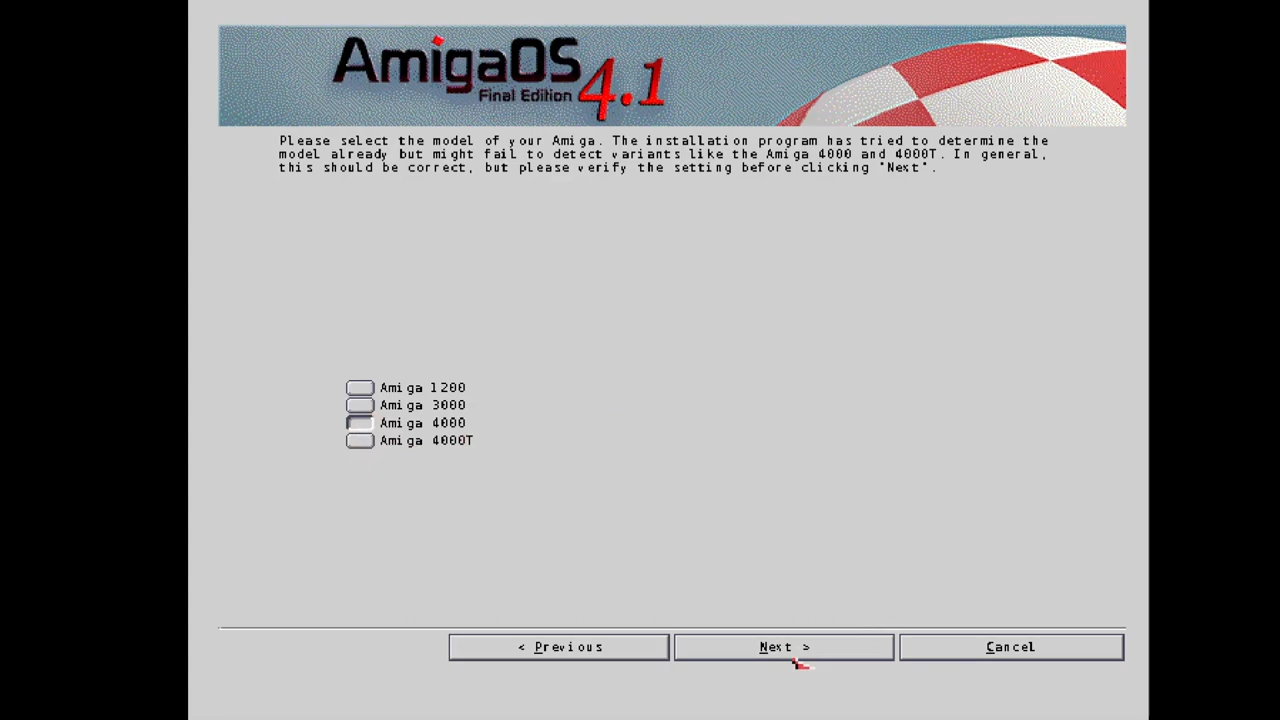 AmigaOS 4.1
Final Edition
Please select the model of your Amiga. The installation program has tried to determine the
model already but might fail to detect variants like the Amiga 4000 and 4000T. In general,
this should be correct, but please verify the setting before clicking "Next".
Amiga 1200
Amiga 3000
Amiga 4000
Amiga 4000T
< Previous
Next >
Cancel